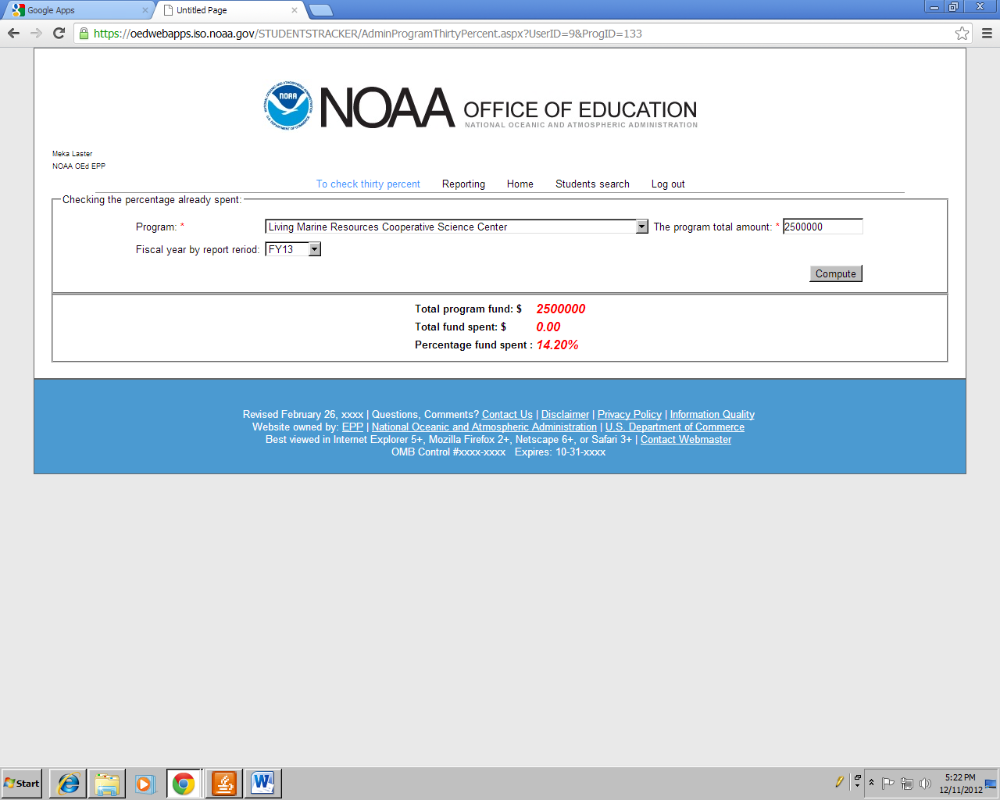 Google Apps
Untitled Page
https://oedwebapps.iso.noaa.gov/STUDENTSTRACKER/AdminProgramThirtyPercent.aspx?UserID=9&ProgID=133
NOAA OFFICE OF EDUCATION
NATIONAL OCEANIC AND ATMOSPHERIC ADMINISTRATION
Meka Laster
NOAA OEd EPP
To check thirty percent Reporting Home Students search Log out
Checking the percentage already spent:
Program: * Living Marine Resources Cooperative Science Center The program total amount: * 2500000
Fiscal year by report reriod: FY13
Compute
Total program fund: $ 2500000
Total fund spent: $ 0.00
Percentage fund spent : 14.20%
Revised February 26, xxxx | Questions, Comments? Contact Us | Disclaimer | Privacy Policy | Information Quality
Website owned by: EPP | National Oceanic and Atmospheric Administration | U.S. Department of Commerce
Best viewed in Internet Explorer 5+, Mozilla Firefox 2+, Netscape 6+, or Safari 3+ | Contact Webmaster
OMB Control #xxxx-xxxx Expires: 10-31-xxxx
Start
5:22 PM
12/11/2012